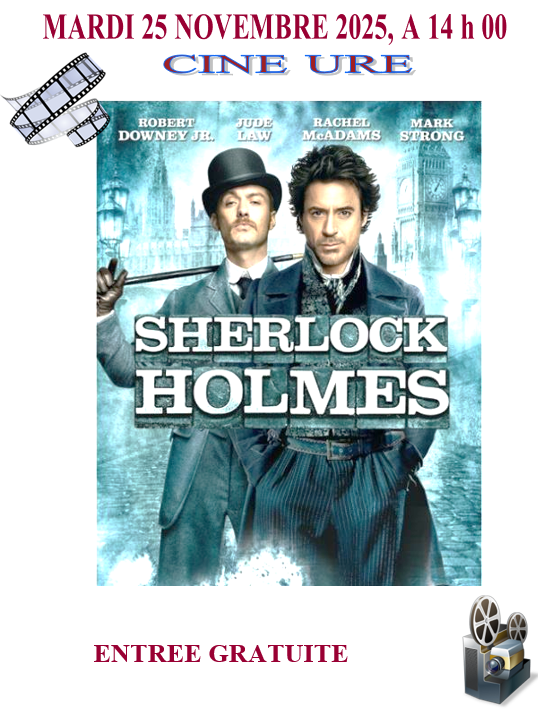 MARDI 25 NOVEMBRE 2025, A 14 h 00
CINE URE
ROBERT DOWNEY JR.
JUDE LAW
RACHEL McADAMS
MARK STRONG
SHERLOCK
HOLMES
ENTREE GRATUITE